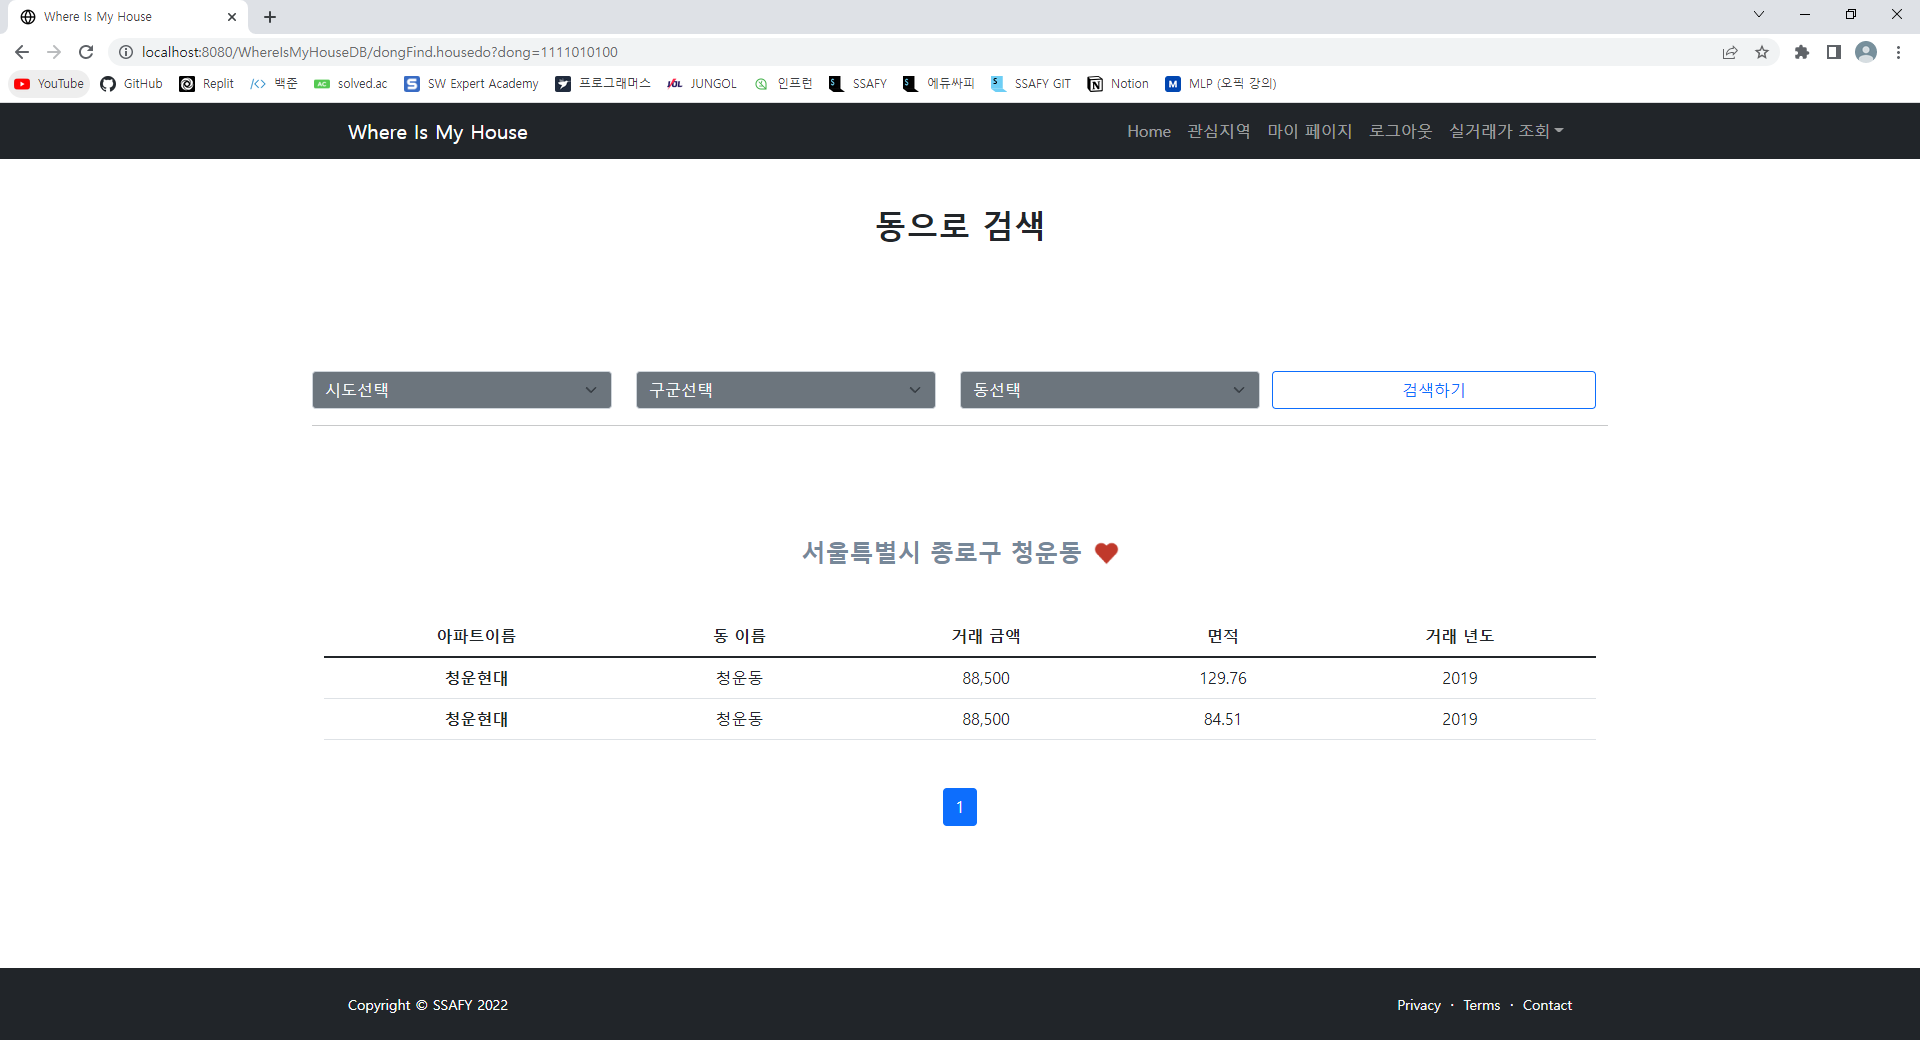 Where Is My House
localhost:8080/WhereIsMyHouseDB/dongFind.housedo?dong=1111010100
YouTube GitHub Replit 백준 solved.ac SW Expert Academy 프로그래머스 JUNGOL 인프런 SSAFY 에듀싸피 SSAFY GIT Notion MLP (오픽 강의)
Where Is My House Home 관심지역 마이 페이지 로그아웃 실거래가 조회
동으로 검색
시도선택 구군선택 동선택 검색하기
서울특별시 종로구 청운동
아파트이름 동 이름 거래 금액 면적 거래 년도
청운현대 청운동 88,500 129.76 2019
청운현대 청운동 88,500 84.51 2019
1
Copyright © SSAFY 2022 Privacy · Terms · Contact